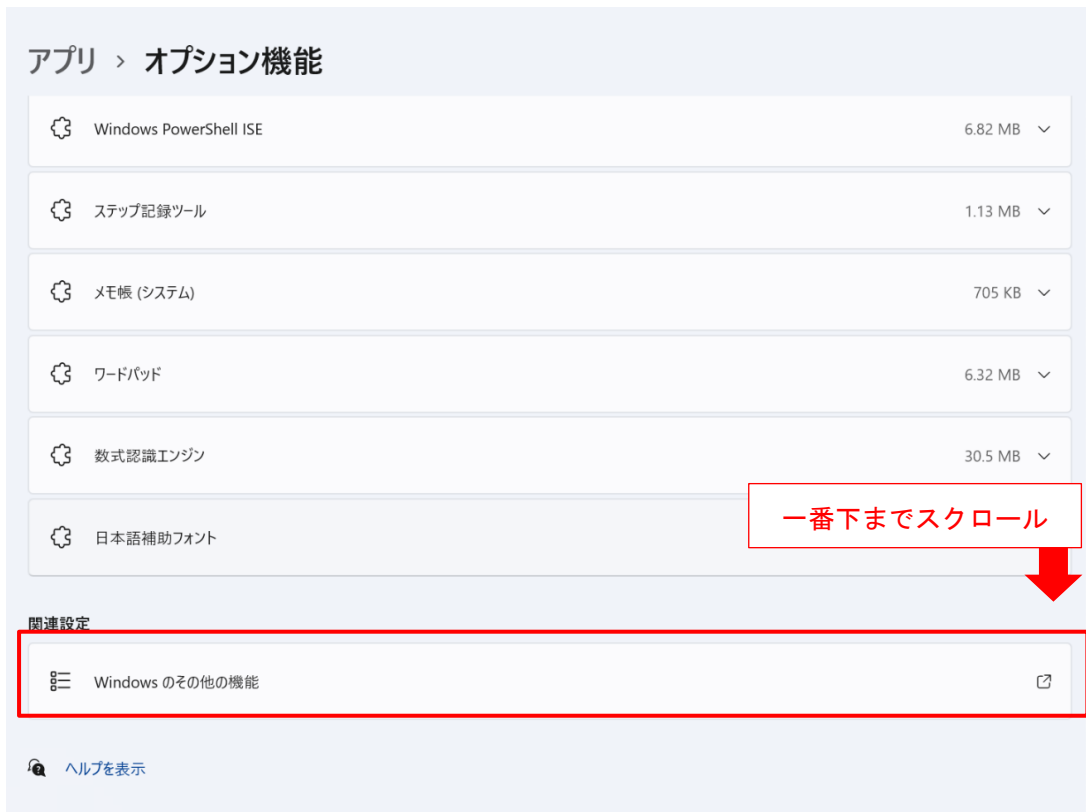 アプリ › オプション機能
Windows PowerShell ISE 6.82 MB
ステップ記録ツール 1.13 MB
メモ帳 (システム) 705 KB
ワードパッド 6.32 MB
数式認識エンジン 30.5 MB
一番下までスクロール
日本語補助フォント
関連設定
Windows のその他の機能
ヘルプを表示